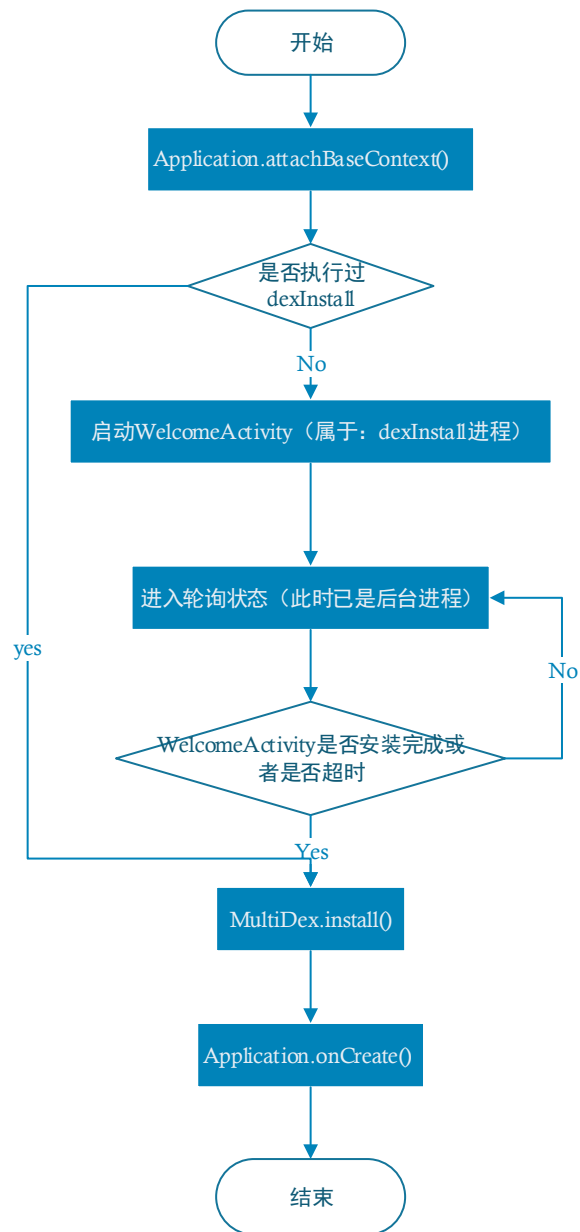 开始
Application.attachBaseContext()
是否执行过
dexInstall
No
启动WelcomeActivity（属于：dexInstall进程）
进入轮询状态（此时已是后台进程）
yes
No
WelcomeActivity是否安装完成或
者是否超时
Yes
MultiDex.install()
Application.onCreate()
结束